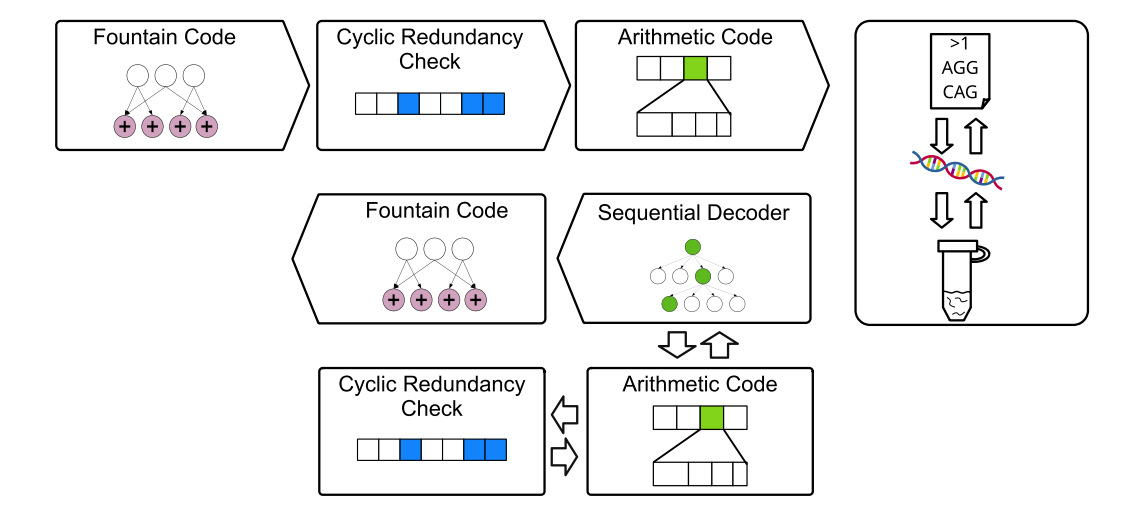 Fountain Code
+ + + +
Cyclic Redundancy
Check
Arithmetic Code
>1
AGG
CAG
Fountain Code
+ + + +
Sequential Decoder
Cyclic Redundancy
Check
Arithmetic Code